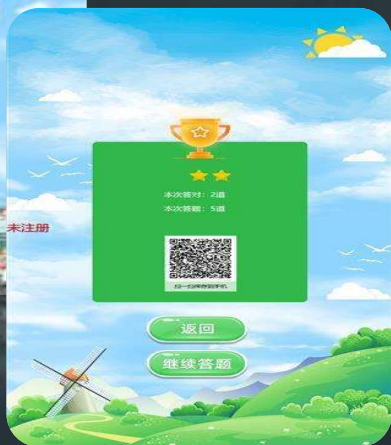 本次答对：2道
本次答题：5道
未注册
扫一扫保存到手机
返回
继续答题